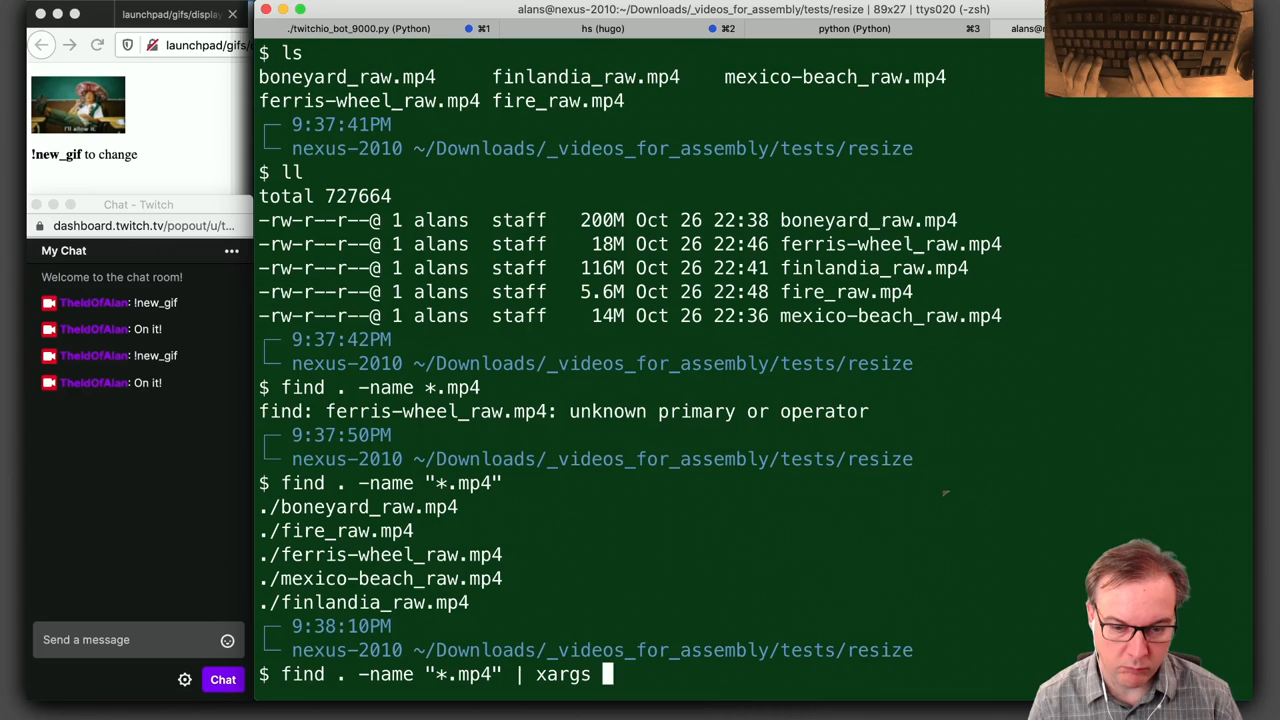 launchpad/gifs/display
launchpad/gifs/
I'll allow it.
!new_gif to change
Chat - Twitch
dashboard.twitch.tv/popout/u/t...
My Chat
Welcome to the chat room!
TheIdOfAlan: !new_gif
TheIdOfAlan: On it!
TheIdOfAlan: !new_gif
TheIdOfAlan: On it!
Send a message
Chat
alans@nexus-2010:~/Downloads/_videos_for_assembly/tests/resize | 89x27 | ttys020 (-zsh)
./twitchio_bot_9000.py (Python) ⌘1 hs (hugo) ⌘2 python (Python) ⌘3 alans@n
$ ls
boneyard_raw.mp4 finlandia_raw.mp4 mexico-beach_raw.mp4
ferris-wheel_raw.mp4 fire_raw.mp4
9:37:41PM
nexus-2010 ~/Downloads/_videos_for_assembly/tests/resize
$ ll
total 727664
-rw-r--r--@ 1 alans staff 200M Oct 26 22:38 boneyard_raw.mp4
-rw-r--r--@ 1 alans staff 18M Oct 26 22:46 ferris-wheel_raw.mp4
-rw-r--r--@ 1 alans staff 116M Oct 26 22:41 finlandia_raw.mp4
-rw-r--r--@ 1 alans staff 5.6M Oct 26 22:48 fire_raw.mp4
-rw-r--r--@ 1 alans staff 14M Oct 26 22:36 mexico-beach_raw.mp4
9:37:42PM
nexus-2010 ~/Downloads/_videos_for_assembly/tests/resize
$ find . -name *.mp4
find: ferris-wheel_raw.mp4: unknown primary or operator
9:37:50PM
nexus-2010 ~/Downloads/_videos_for_assembly/tests/resize
$ find . -name "*.mp4"
./boneyard_raw.mp4
./fire_raw.mp4
./ferris-wheel_raw.mp4
./mexico-beach_raw.mp4
./finlandia_raw.mp4
9:38:10PM
nexus-2010 ~/Downloads/_videos_for_assembly/tests/resize
$ find . -name "*.mp4" | xargs